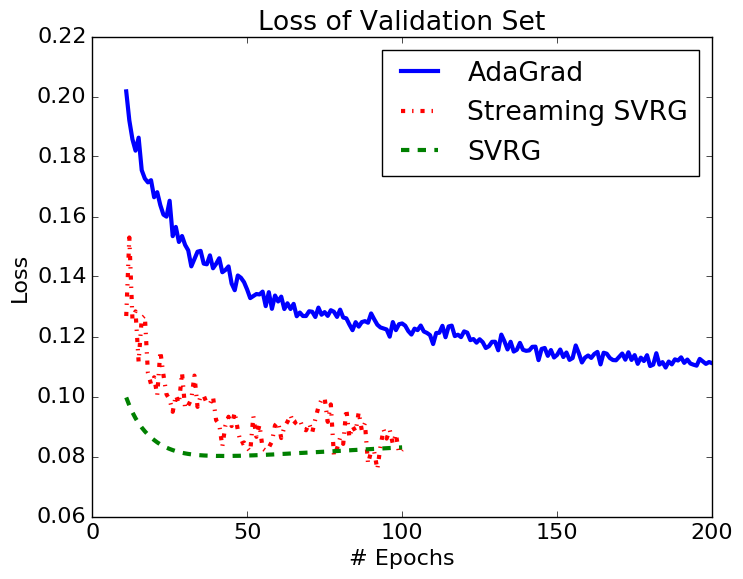 Loss of Validation Set
0.22
0.20
0.18
0.16
0.14
0.12
0.10
0.08
0.06
Loss
AdaGrad
Streaming SVRG
SVRG
0 50 100 150 200
# Epochs